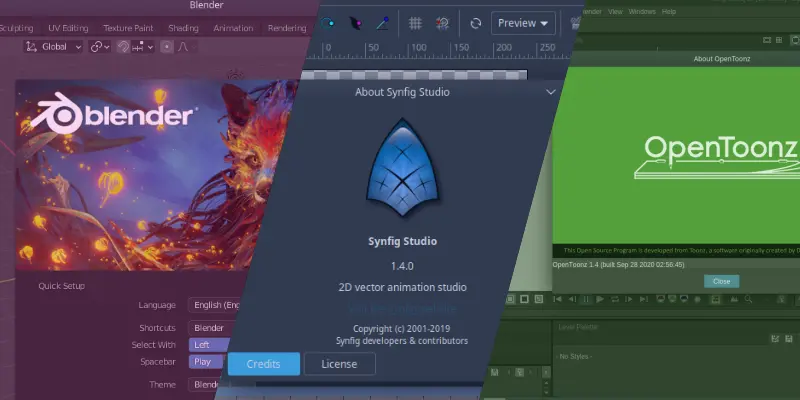 Blender
Sculpting UV Editing Texture Paint Shading Animation Rendering
Global
blender
Quick Setup
Language English
Shortcuts Blender
Select With Left
Spacebar Play
Theme
Preview
0 50 100 150 200 250
About Synfig Studio
Synfig Studio
1.4.0
2D vector animation studio
Copyright (c) 2001-2019
Synfig developers & contributors
Credits License
View Windows Help
About OpenToonz
OpenToonz
This Open Source Program is developed from Toonz, a software originally created by
OpenToonz 1.4 (built Sep 28 2020 02:56:45)
Close
Level Palette
- No Styles -